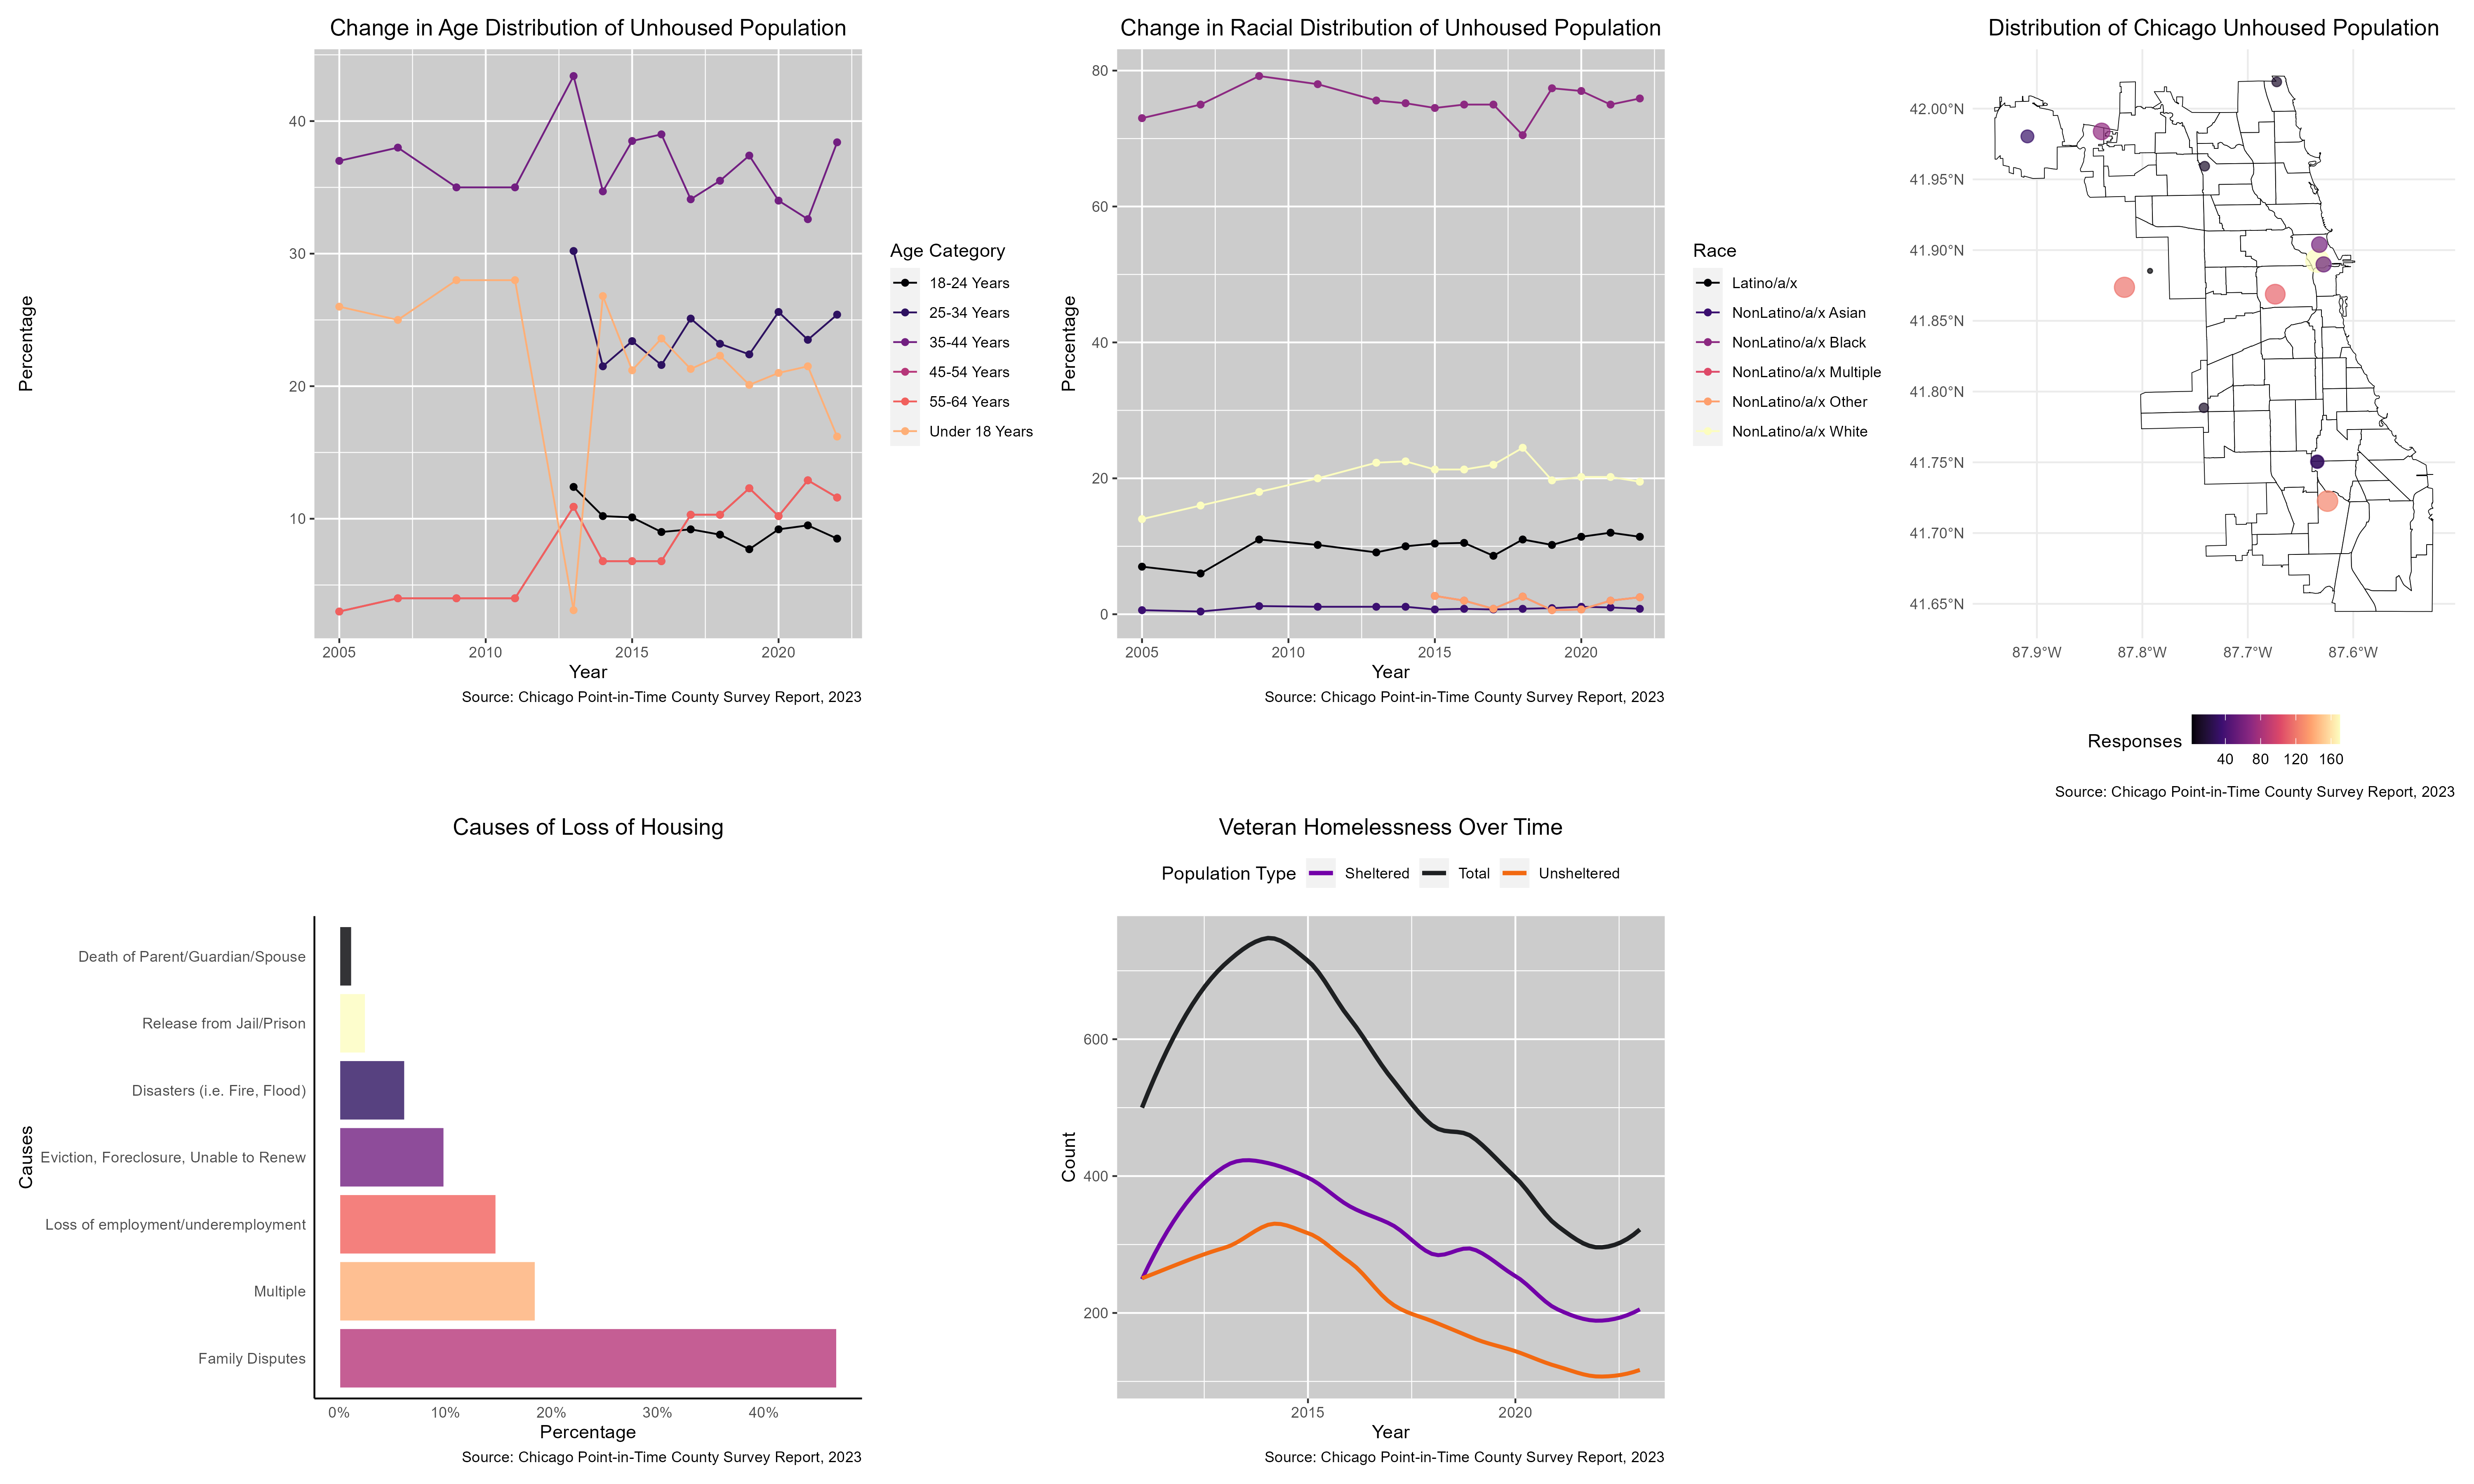 Change in Age Distribution of Unhoused Population
Percentage
40
30
20
10
2005 2010 2015 2020
Year
Source: Chicago Point-in-Time County Survey Report, 2023
Age Category
18-24 Years
25-34 Years
35-44 Years
45-54 Years
55-64 Years
Under 18 Years
Change in Racial Distribution of Unhoused Population
Percentage
80
60
40
20
0
2005 2010 2015 2020
Year
Source: Chicago Point-in-Time County Survey Report, 2023
Race
Latino/a/x
NonLatino/a/x Asian
NonLatino/a/x Black
NonLatino/a/x Multiple
NonLatino/a/x Other
NonLatino/a/x White
Distribution of Chicago Unhoused Population
42.00°N
41.95°N
41.90°N
41.85°N
41.80°N
41.75°N
41.70°N
41.65°N
87.9°W 87.8°W 87.7°W 87.6°W
Responses
40 80 120 160
Source: Chicago Point-in-Time County Survey Report, 2023
Causes of Loss of Housing
Causes
Death of Parent/Guardian/Spouse
Release from Jail/Prison
Disasters (i.e. Fire, Flood)
Eviction, Foreclosure, Unable to Renew
Loss of employment/underemployment
Multiple
Family Disputes
0% 10% 20% 30% 40%
Percentage
Source: Chicago Point-in-Time County Survey Report, 2023
Veteran Homelessness Over Time
Population Type Sheltered Total Unsheltered
Count
600
400
200
2015 2020
Year
Source: Chicago Point-in-Time County Survey Report, 2023